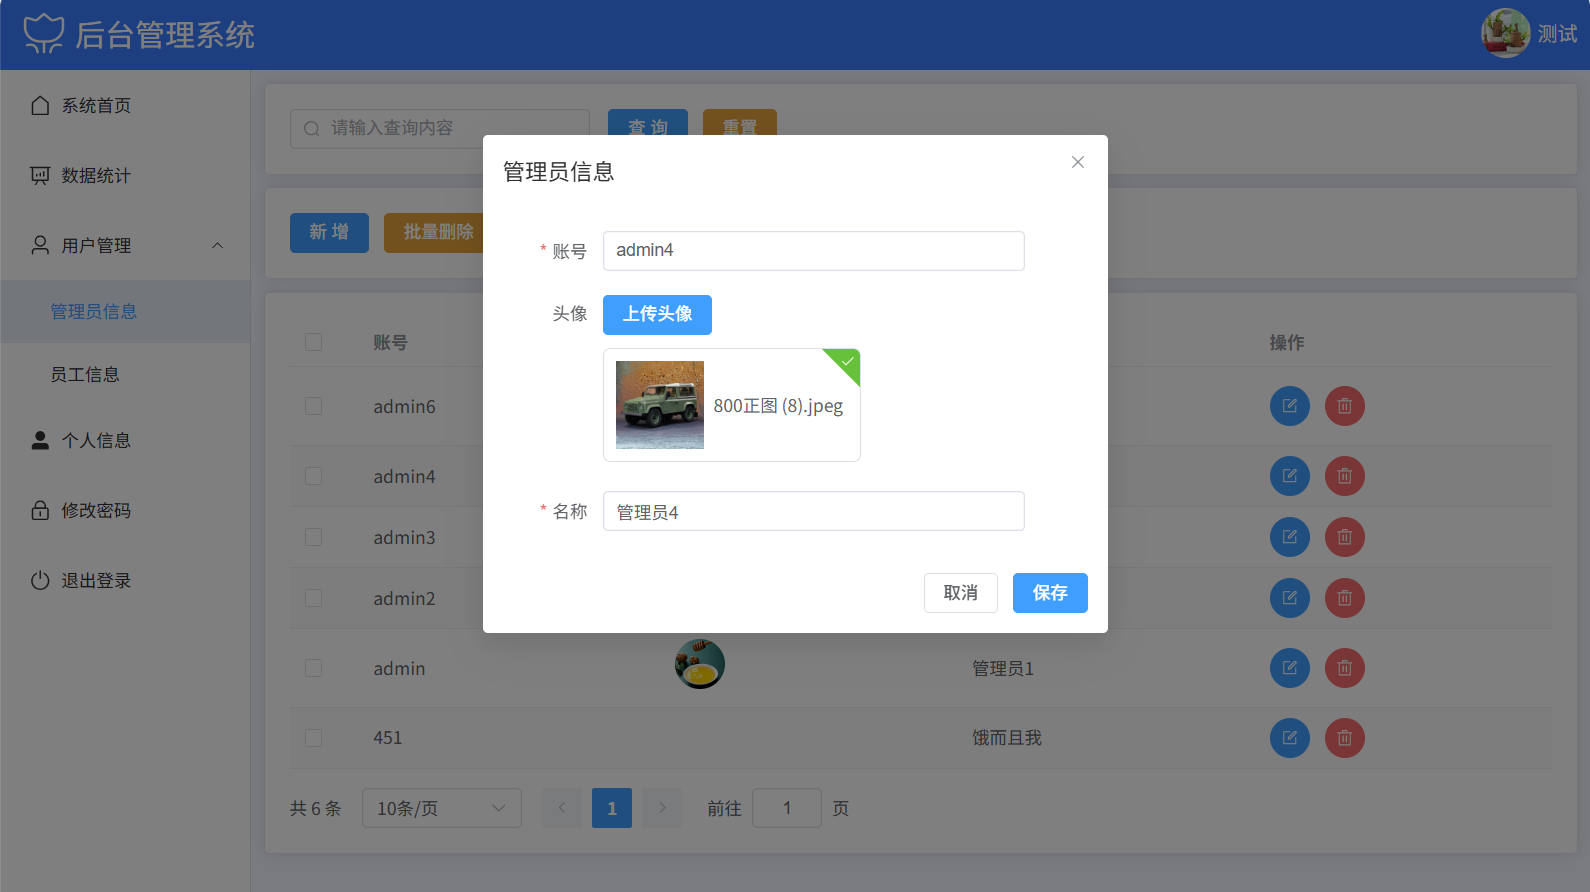 后台管理系统
测试
系统首页
数据统计
用户管理
管理员信息
员工信息
个人信息
修改密码
退出登录
请输入查询内容
查 询
重置
新 增
批量删除
账号
操作
admin6
admin4
admin3
admin2
admin
管理员1
451
饿而且我
共 6 条
10条/页
1
前往
1
页
管理员信息
* 账号
admin4
头像
上传头像
800正图 (8).jpeg
* 名称
管理员4
取消
保存